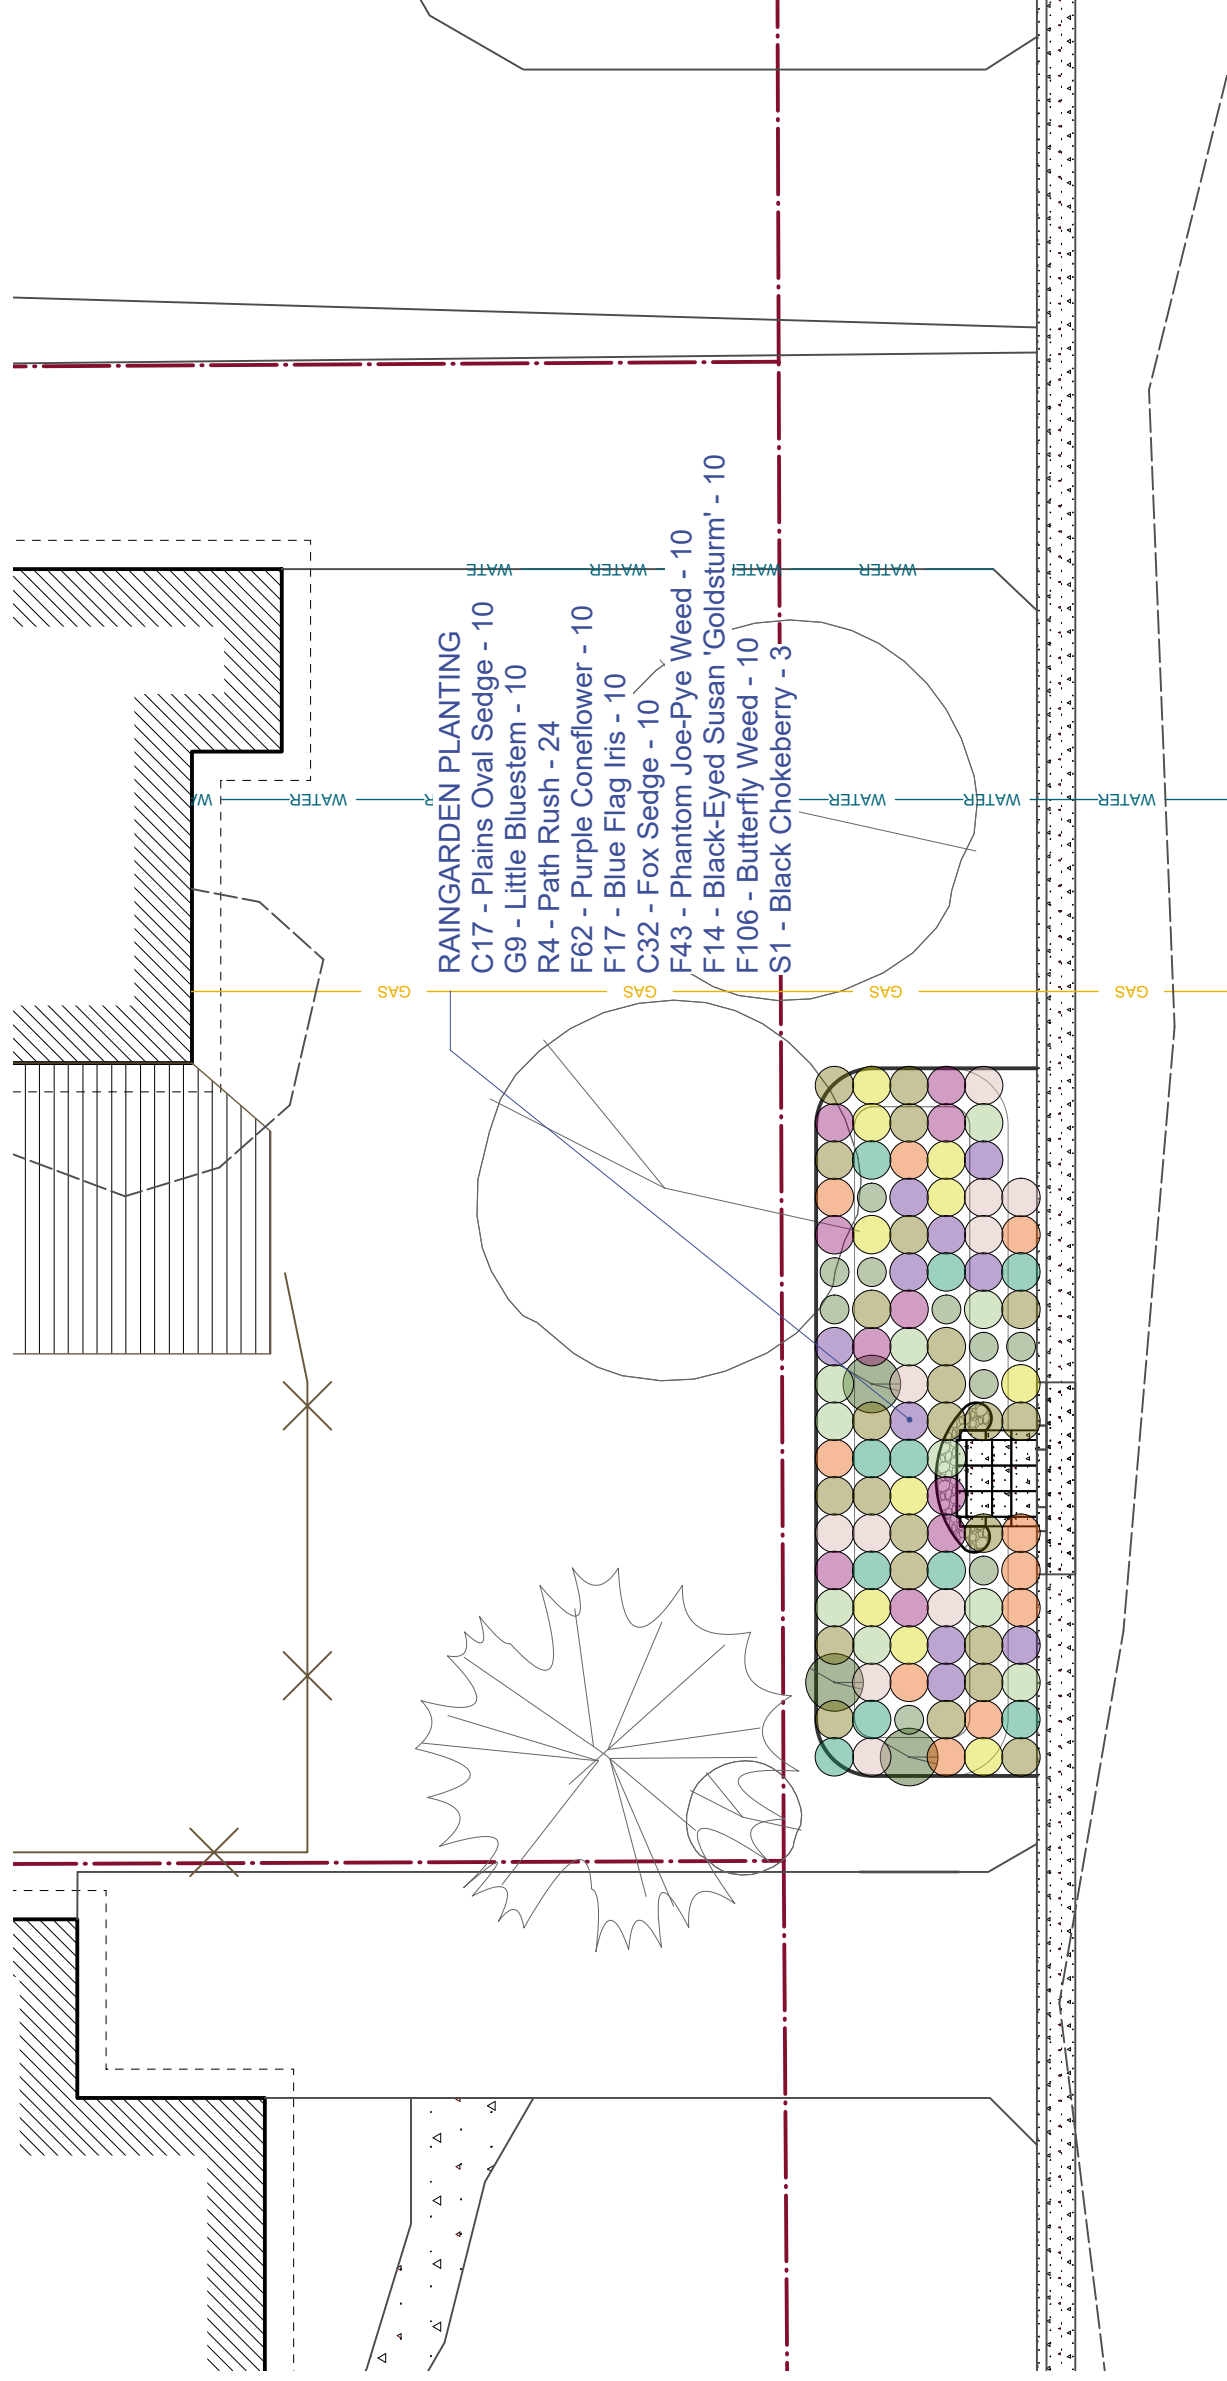 RAINGARDEN PLANTING
C17 - Plains Oval Sedge - 10
G9 - Little Bluestem - 10
R4 - Path Rush - 24
F62 - Purple Coneflower - 10
F17 - Blue Flag Iris - 10
C32 - Fox Sedge - 10
F43 - Phantom Joe-Pye Weed - 10
F14 - Black-Eyed Susan 'Goldsturm' - 10
F106 - Butterfly Weed - 10
S1 - Black Chokeberry - 3
WATE
WATER
WATER
WATER
WA
WATER
R
WATER
WATER
WATER
GAS
GAS
GAS
GAS